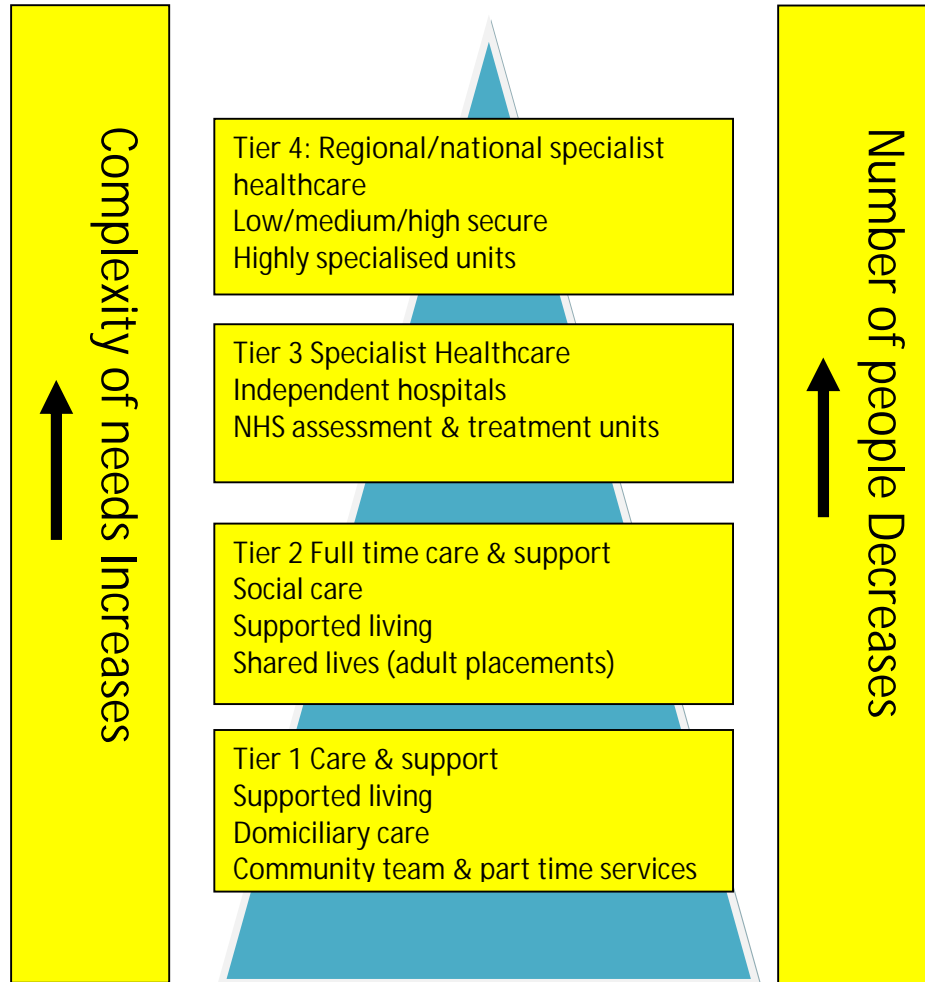 Complexity of needs Increases
Tier 4: Regional/national specialist
healthcare
Low/medium/high secure
Highly specialised units
Tier 3 Specialist Healthcare
Independent hospitals
NHS assessment & treatment units
Tier 2 Full time care & support
Social care
Supported living
Shared lives (adult placements)
Tier 1 Care & support
Supported living
Domiciliary care
Community team & part time services
Number of people Decreases